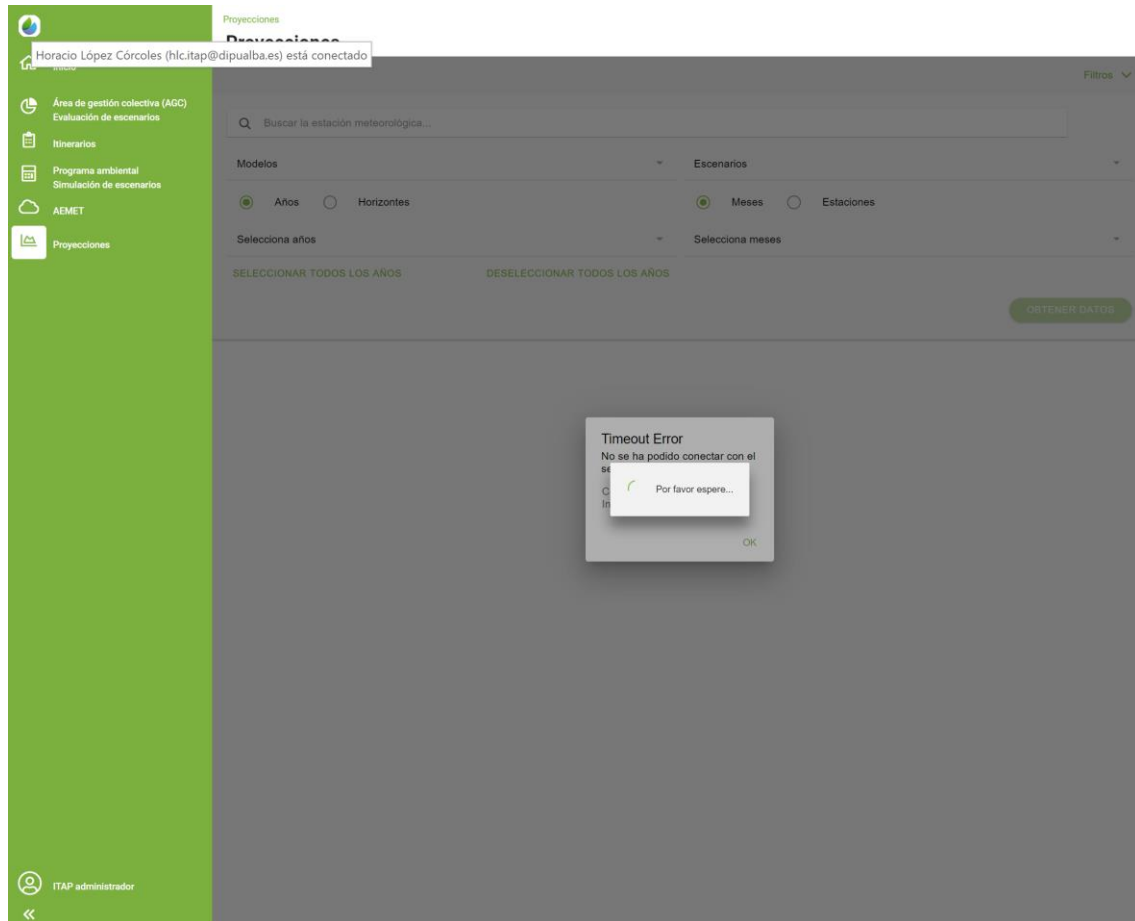 Proyecciones
Horacio López Córcoles (hlc.itap@dipualba.es) está conectado
Filtros
Área de gestión colectiva (AGC)
Evaluación de escenarios
Buscar la estación meteorológica...
Itinerarios
Modelos
Escenarios
Programa ambiental
Simulación de escenarios
Años
Horizontes
Meses
Estaciones
AEMET
Proyecciones
Selecciona años
Selecciona meses
SELECCIONAR TODOS LOS AÑOS
DESELECCIONAR TODOS LOS AÑOS
OBTENER DATOS
Timeout Error
No se ha podido conectar con el
Por favor espere...
OK
ITAP administrador